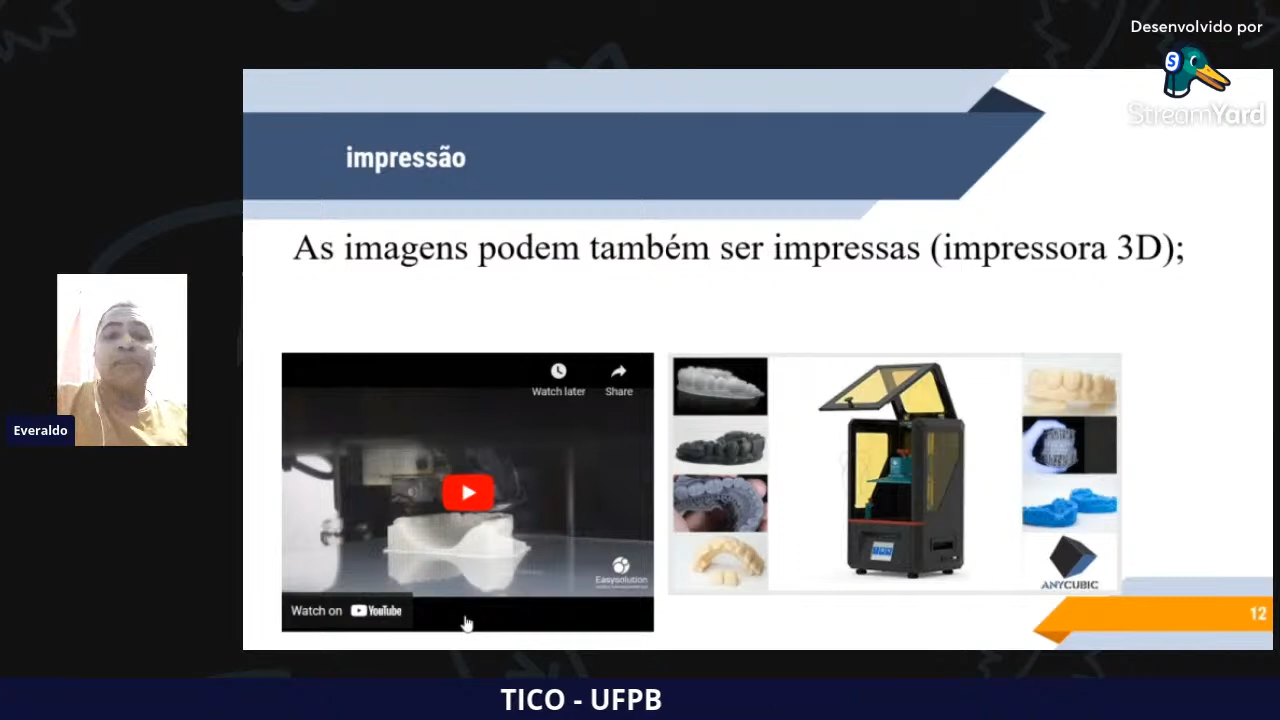 Desenvolvido por
S
StreamYard
impressão
As imagens podem também ser impressas (impressora 3D);
Watch later
Share
Easysolution
Watch on YouTube
ANYCUBIC
12
Everaldo
TICO - UFPB